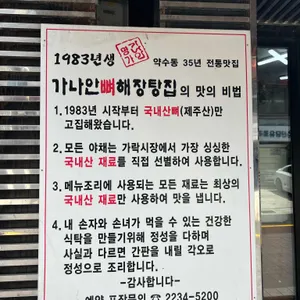 1983년생
약수동 35년 전통맛집
가나안뼈해장탕집의 맛의 비법
1. 1983년 시작부터 국내산뼈(제주산)만
고집해왔습니다.
2. 모든 야채는 가락시장에서 가장 싱싱한
국내산 재료를 직접 선별하여 사용합니다.
3. 메뉴조리에 사용되는 모든 재료는 최상의
국내산 재료만 사용하여 맛을 냅니다.
4. 내 손자와 손녀가 먹을 수 있는 건강한
식탁을 만들기위해 정성을 다하며
사실과 다르면 간판을 내릴 각오로
정성으로 조리합니다.
-감사합니다-
예약 포장문의 ☎ 2234-5200